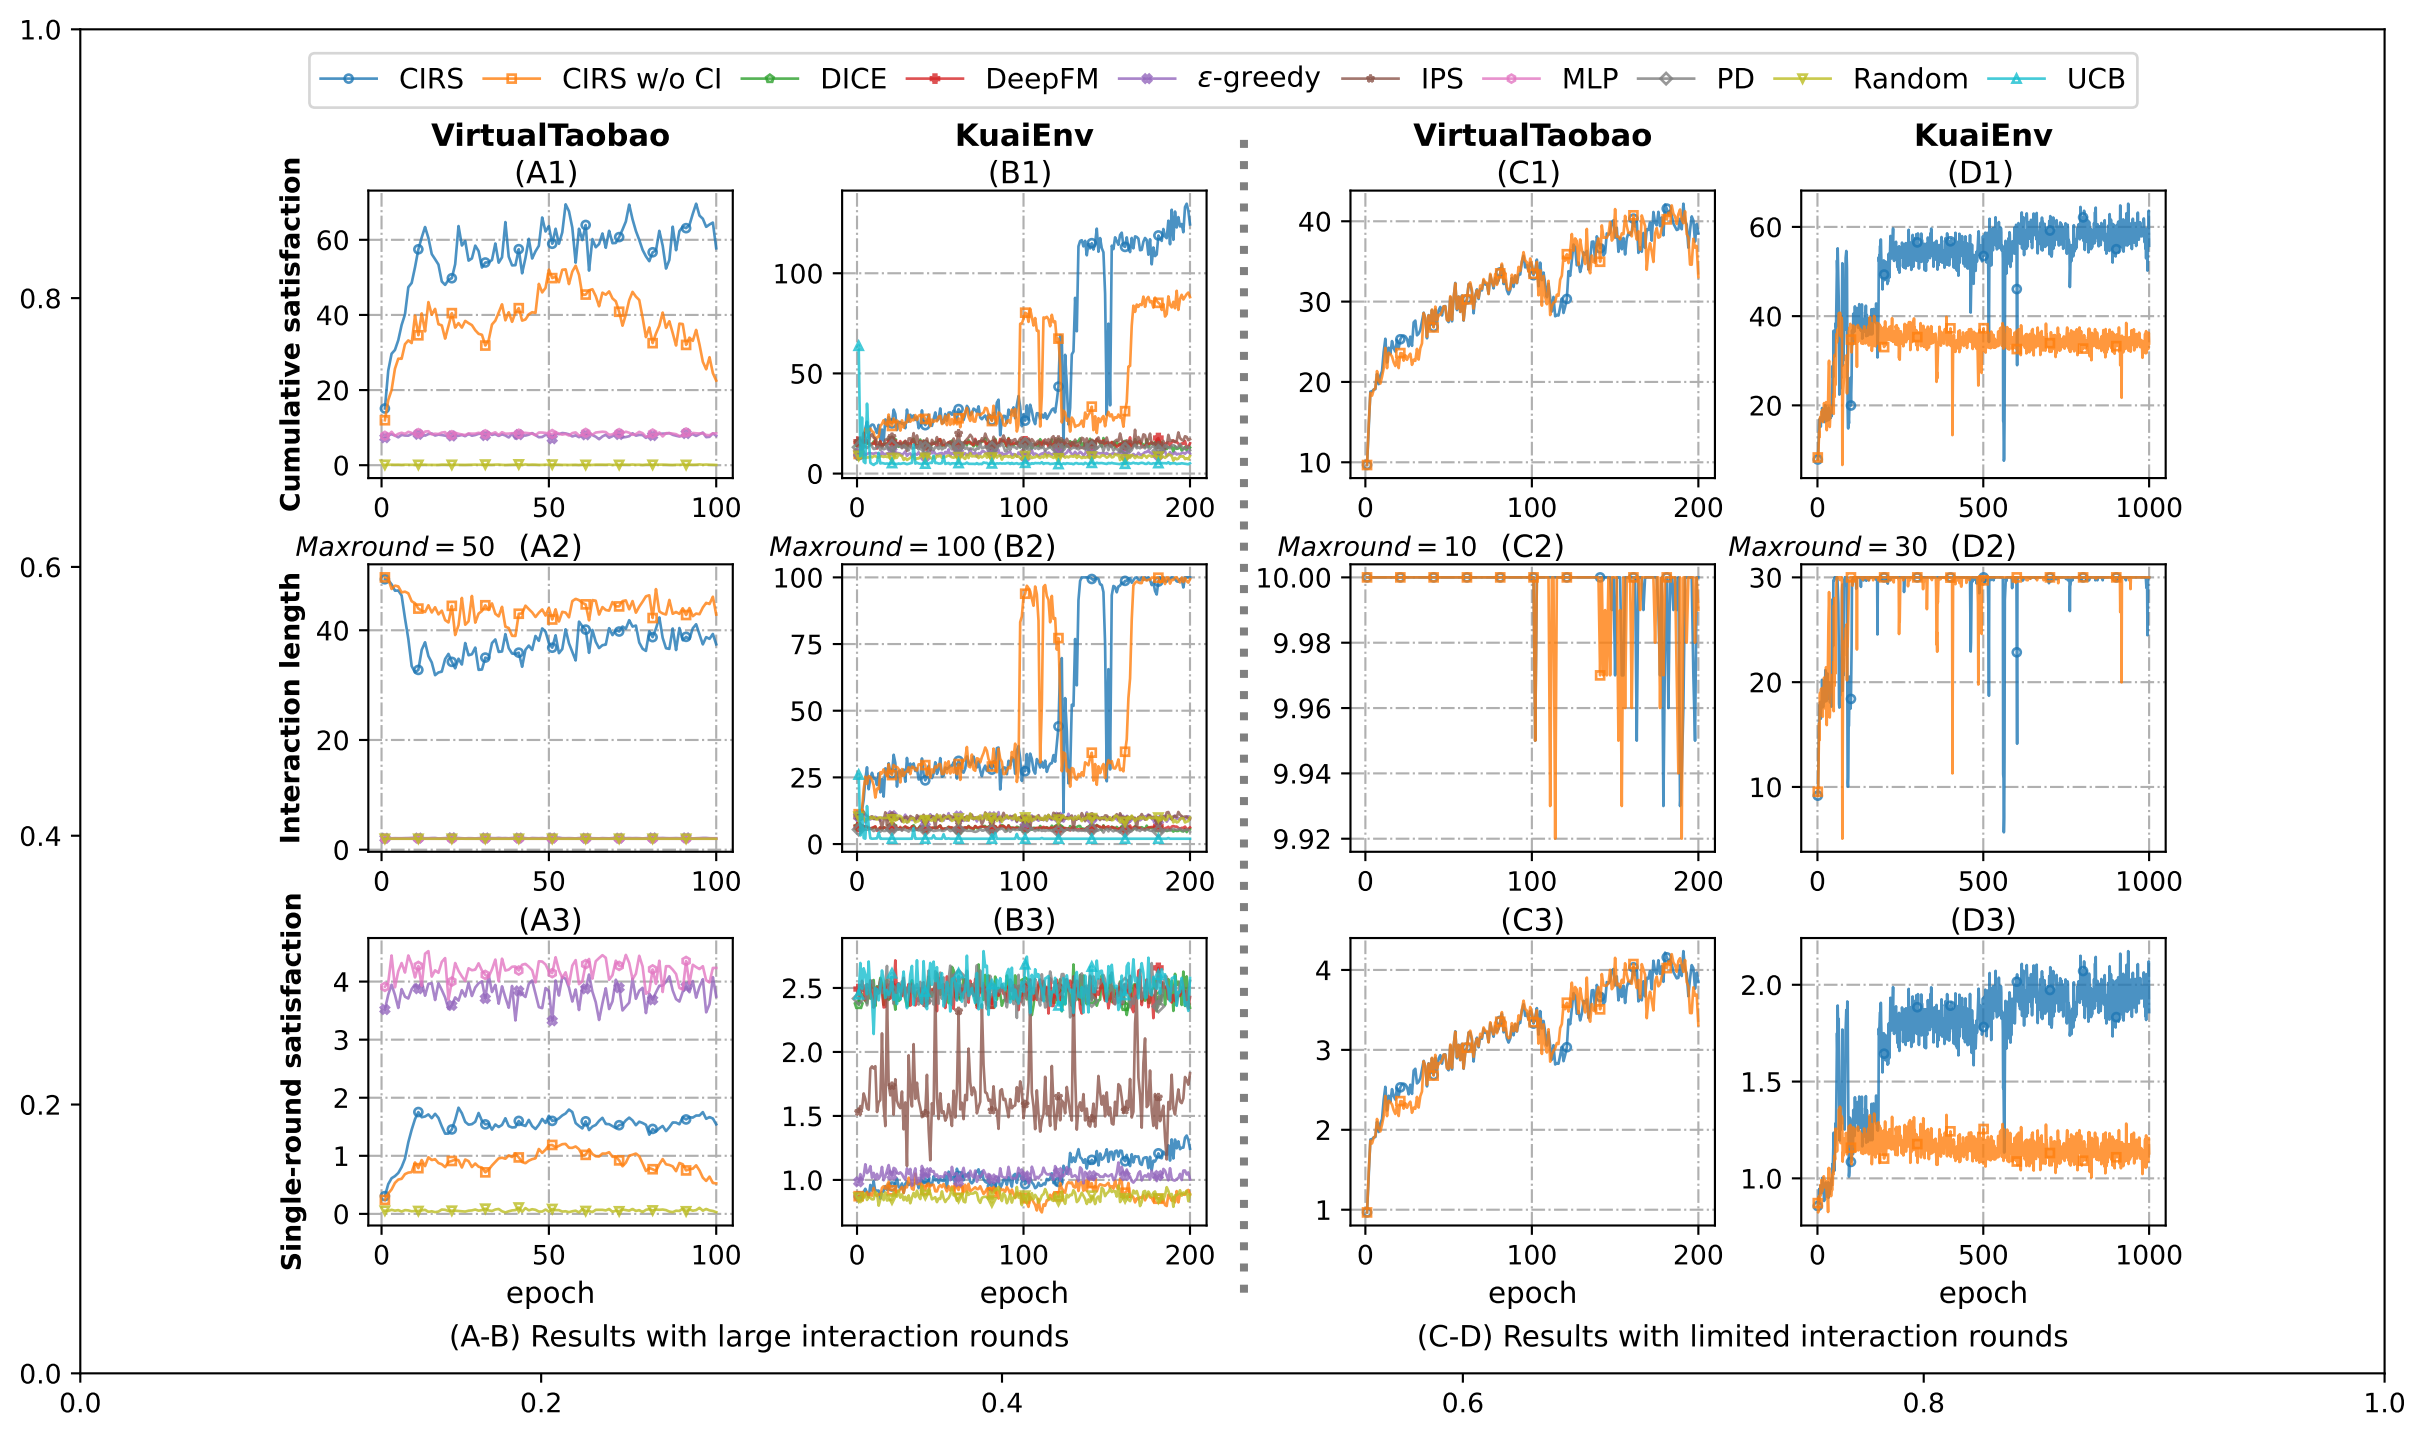 CIRS CIRS w/o CI DICE DeepFM ε-greedy IPS MLP PD Random UCB
VirtualTaobao KuaiEnv VirtualTaobao KuaiEnv
(A1) (B1) (C1) (D1)
Cumulative satisfaction
60
40
20
0
0 50 100
100
50
0
0 100 200
40
30
20
10
0 100 200
60
40
20
0 500 1000
Maxround = 50 (A2) Maxround = 100 (B2) Maxround = 10 (C2) Maxround = 30 (D2)
Interaction length
40
20
0
0 50 100
100
75
50
25
0
0 100 200
10.00
9.98
9.96
9.94
9.92
0 100 200
30
20
10
0 500 1000
(A3) (B3) (C3) (D3)
Single-round satisfaction
4
3
2
1
0
0 50 100
2.5
2.0
1.5
1.0
0 100 200
4
3
2
1
0 100 200
2.0
1.5
1.0
0 500 1000
epoch epoch epoch epoch
(A-B) Results with large interaction rounds (C-D) Results with limited interaction rounds
1.0
0.8
0.6
0.4
0.2
0.0
0.0 0.2 0.4 0.6 0.8 1.0